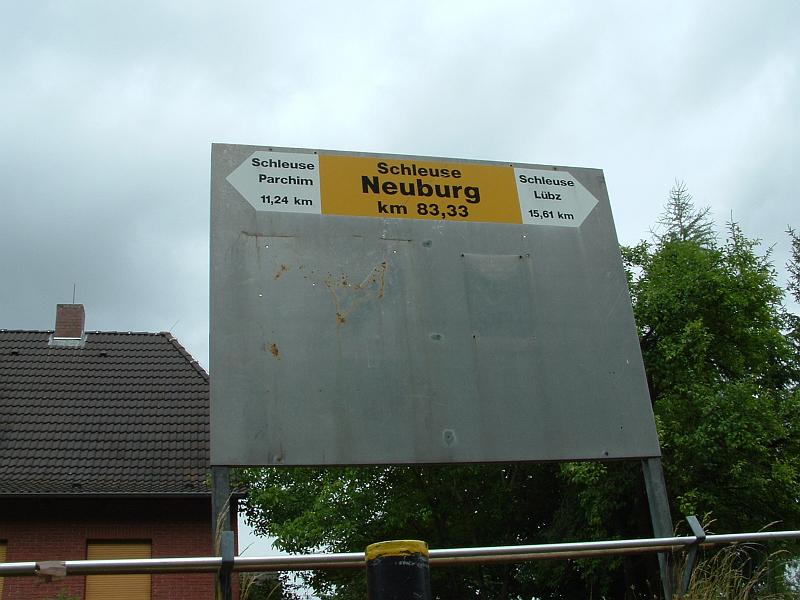 Schleuse
Parchim
11,24 km
Schleuse
Neuburg
km 83,33
Schleuse
Lübz
15,61 km